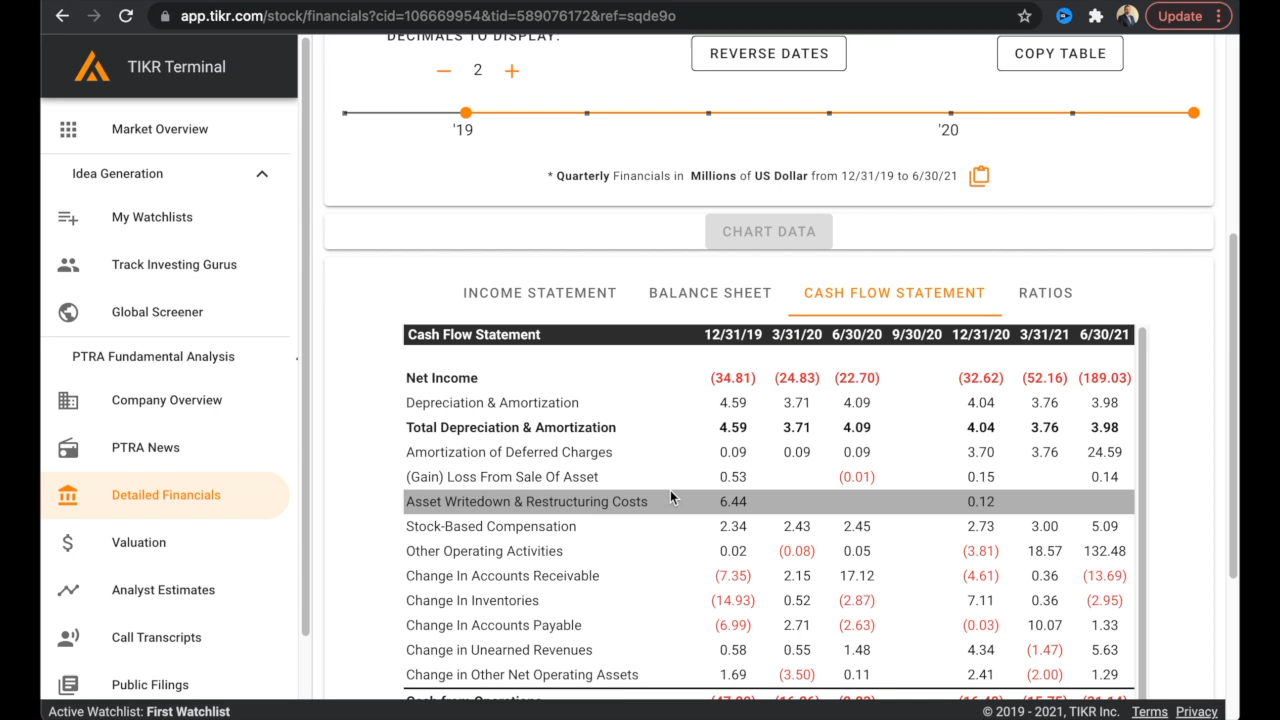 app.tikr.com/stock/financials?cid=106669954&tid=589076172&ref=sqde9o
Update
TIKR Terminal
Market Overview
Idea Generation
My Watchlists
Track Investing Gurus
Global Screener
PTRA Fundamental Analysis
Company Overview
PTRA News
Detailed Financials
Valuation
Analyst Estimates
Call Transcripts
Public Filings
DECIMALS TO DISPLAY:
2
REVERSE DATES
COPY TABLE
'19 '20
* Quarterly Financials in Millions of US Dollar from 12/31/19 to 6/30/21
CHART DATA
INCOME STATEMENT BALANCE SHEET CASH FLOW STATEMENT RATIOS
Cash Flow Statement 12/31/19 3/31/20 6/30/20 9/30/20 12/31/20 3/31/21 6/30/21
Net Income (34.81) (24.83) (22.70) (32.62) (52.16) (189.03)
Depreciation & Amortization 4.59 3.71 4.09 4.04 3.76 3.98
Total Depreciation & Amortization 4.59 3.71 4.09 4.04 3.76 3.98
Amortization of Deferred Charges 0.09 0.09 0.09 3.70 3.76 24.59
(Gain) Loss From Sale Of Asset 0.53 (0.01) 0.15 0.14
Asset Writedown & Restructuring Costs 6.44 0.12
Stock-Based Compensation 2.34 2.43 2.45 2.73 3.00 5.09
Other Operating Activities 0.02 (0.08) 0.05 (3.81) 18.57 132.48
Change In Accounts Receivable (7.35) 2.15 17.12 (4.61) 0.36 (13.69)
Change In Inventories (14.93) 0.52 (2.87) 7.11 0.36 (2.95)
Change In Accounts Payable (6.99) 2.71 (2.63) (0.03) 10.07 1.33
Change in Unearned Revenues 0.58 0.55 1.48 4.34 (1.47) 5.63
Change in Other Net Operating Assets 1.69 (3.50) 0.11 2.41 (2.00) 1.29
Cash from Operations
Active Watchlist: First Watchlist
© 2019 - 2021, TIKR Inc. Terms Privacy